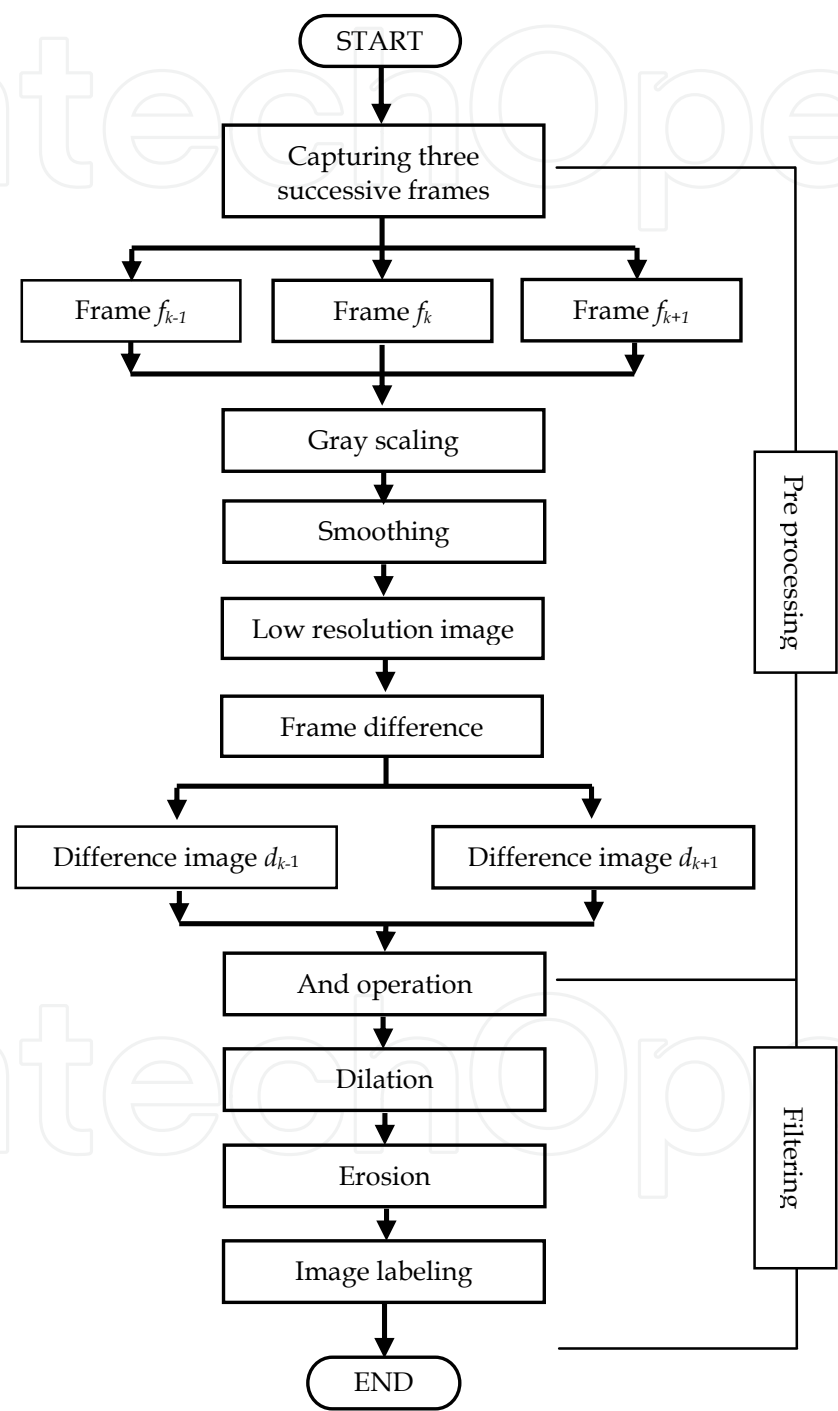 START
Capturing three
successive frames
Frame fk-1
Frame fk
Frame fk+1
Gray scaling
Smoothing
Low resolution image
Frame difference
Difference image dk-1
Difference image dk+1
And operation
Dilation
Erosion
Image labeling
END
Pre processing
Filtering
ntechOpe
ntechOpe